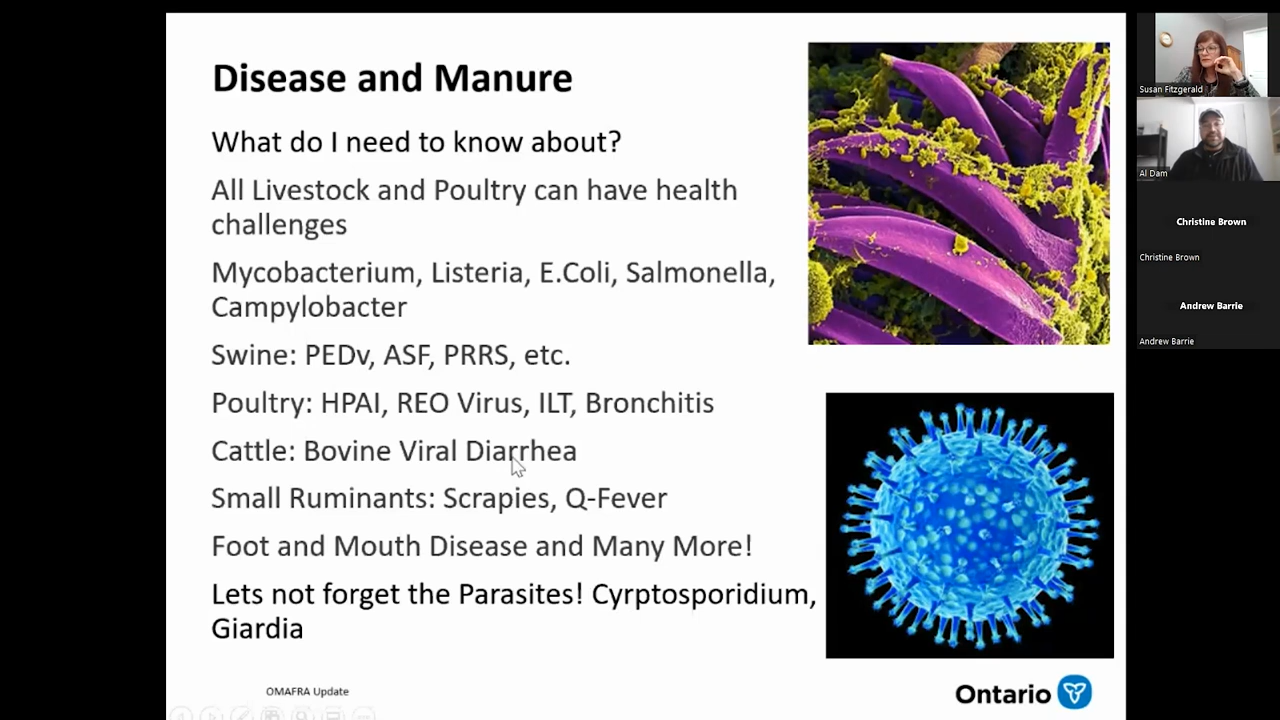 Disease and Manure
What do I need to know about?
All Livestock and Poultry can have health
challenges
Mycobacterium, Listeria, E.Coli, Salmonella,
Campylobacter
Swine: PEDv, ASF, PRRS, etc.
Poultry: HPAI, REO Virus, ILT, Bronchitis
Cattle: Bovine Viral Diarrhea
Small Ruminants: Scrapies, Q-Fever
Foot and Mouth Disease and Many More!
Lets not forget the Parasites! Cyrptosporidium,
Giardia
OMAFRA Update
Ontario
Susan Fitzgerald
Al Dam
Christine Brown
Christine Brown
Andrew Barrie
Andrew Barrie